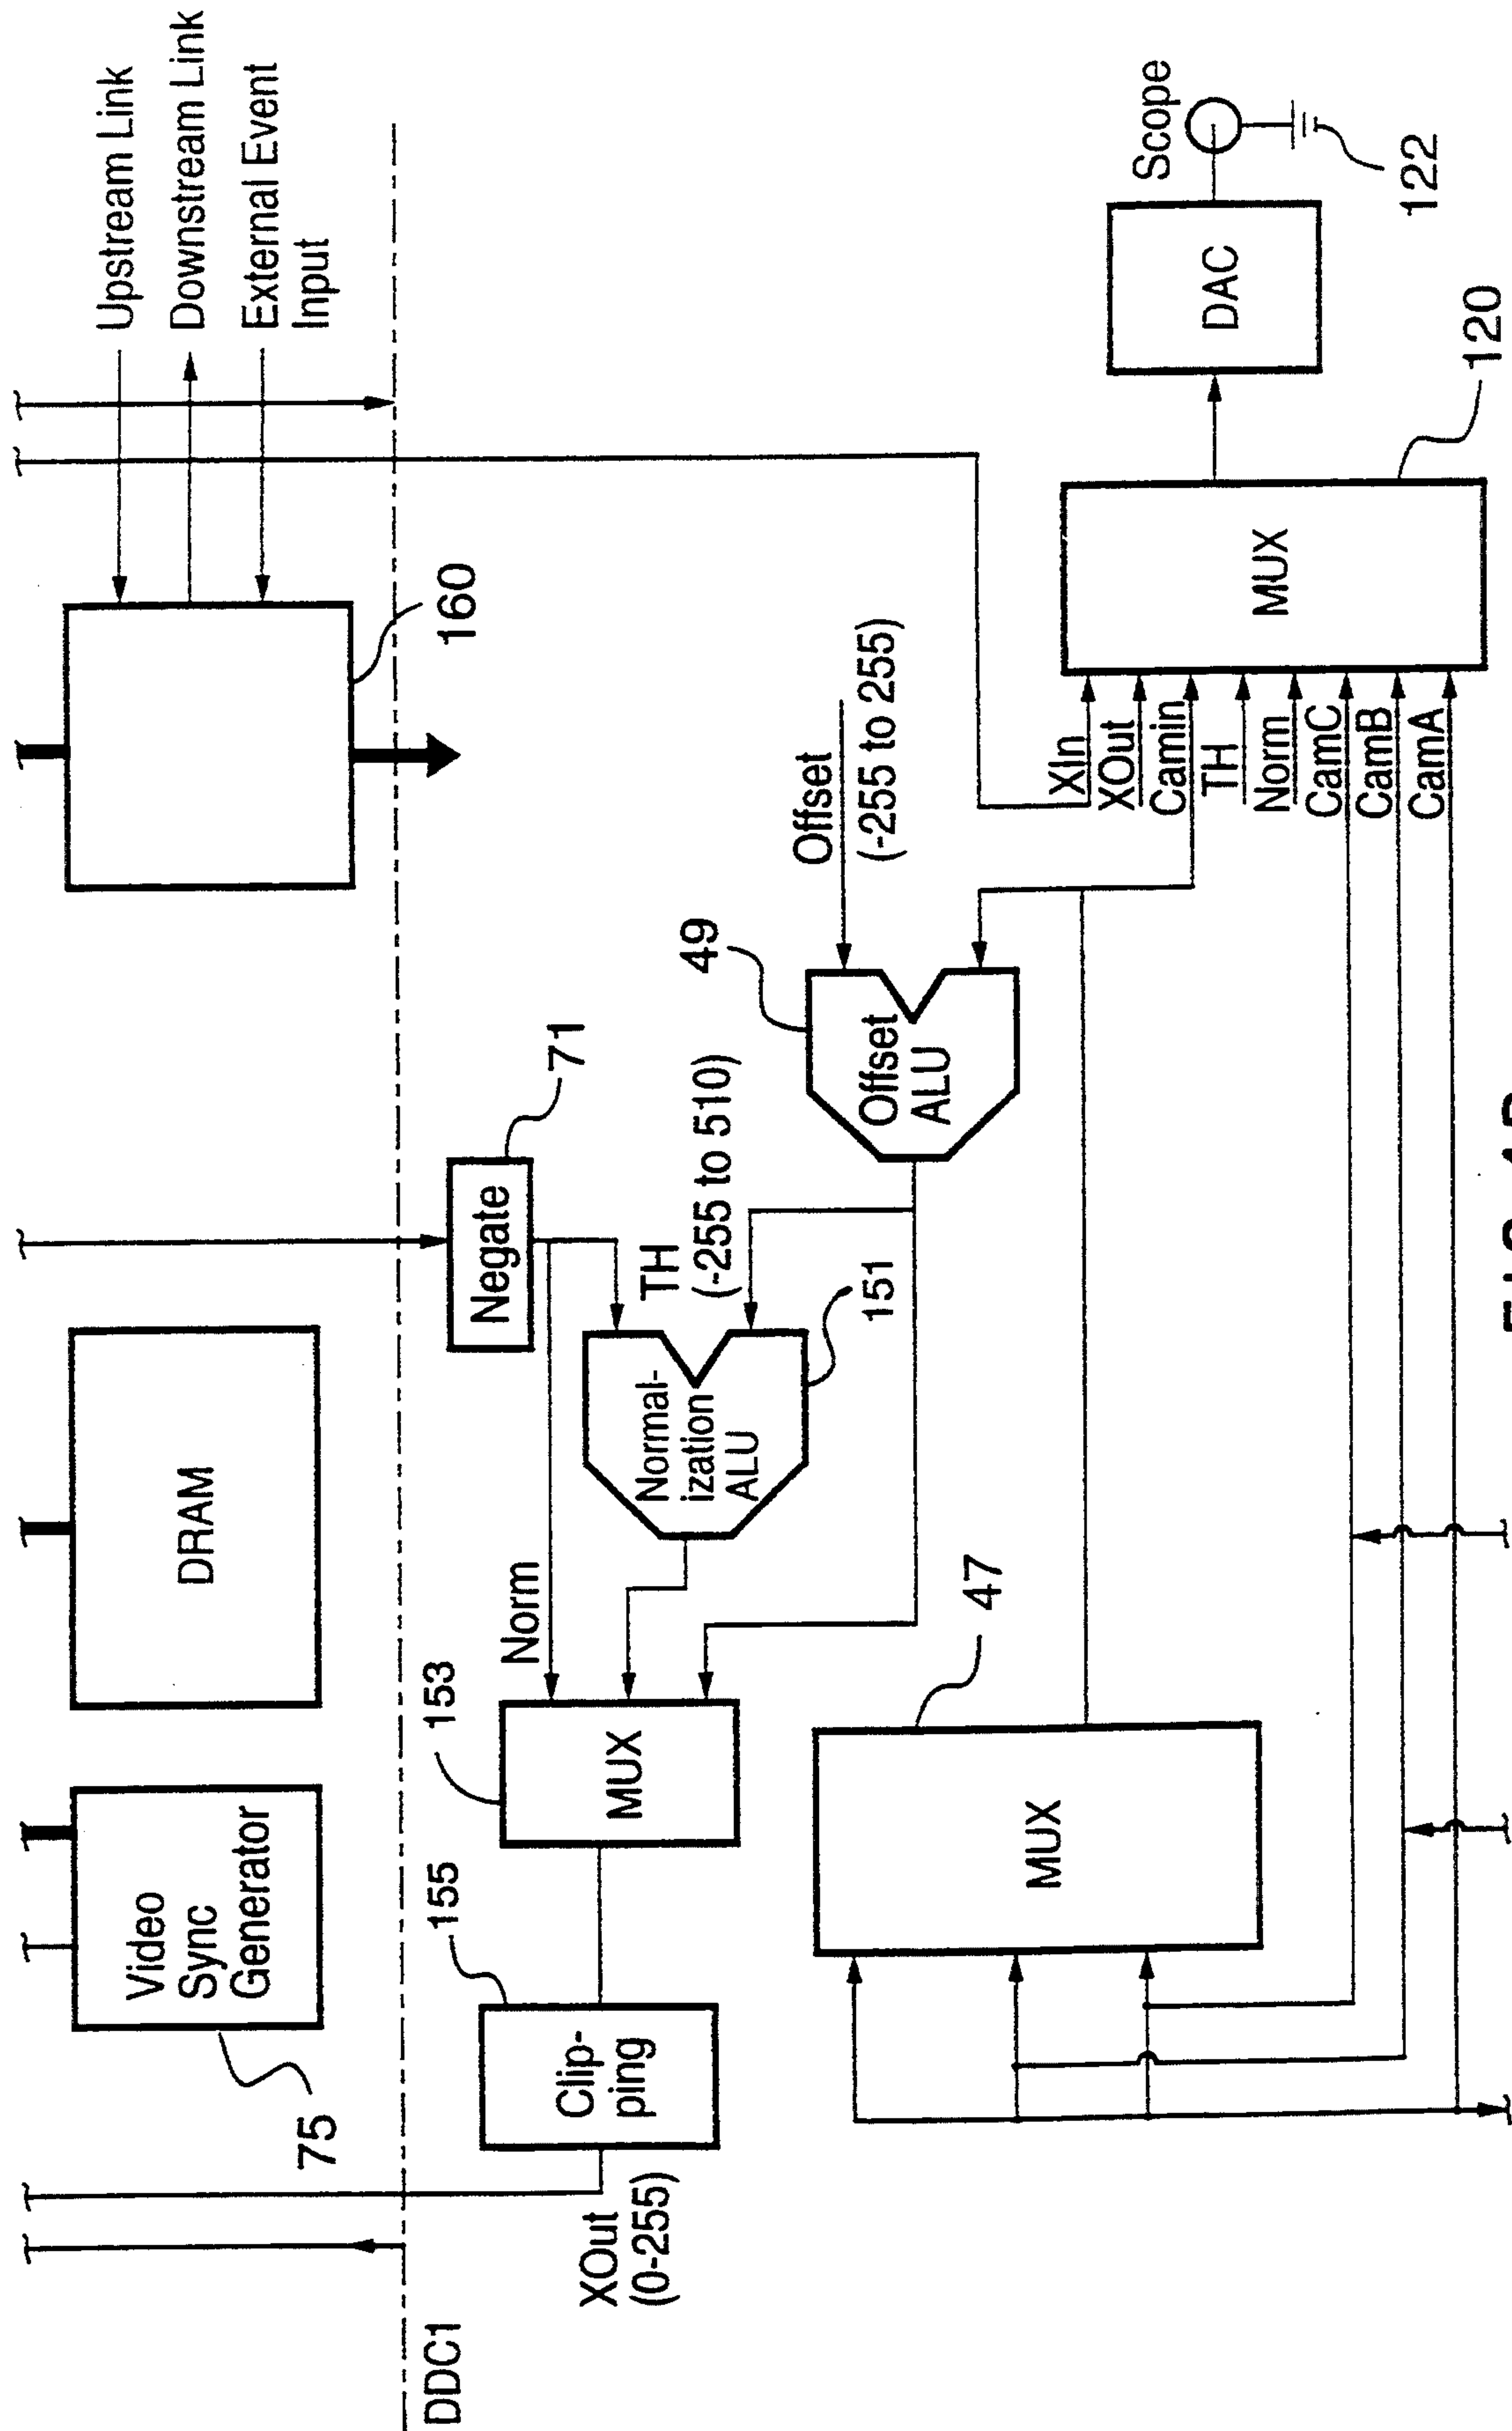 Upstream Link
Downstream Link
External Event
Input
160
DRAM
Video
Sync
Generator
75
DDC1
Negate
71
Norm
TH
(-255 to 510)
Normal-
ization
ALU
151
153
MUX
155
Clip-
ping
XOut
(0-255)
Offset
(-255 to 255)
49
Offset
ALU
47
MUX
XIn
XOut
Camin
TH
Norm
CamC
CamB
CamA
MUX
120
DAC
Scope
122